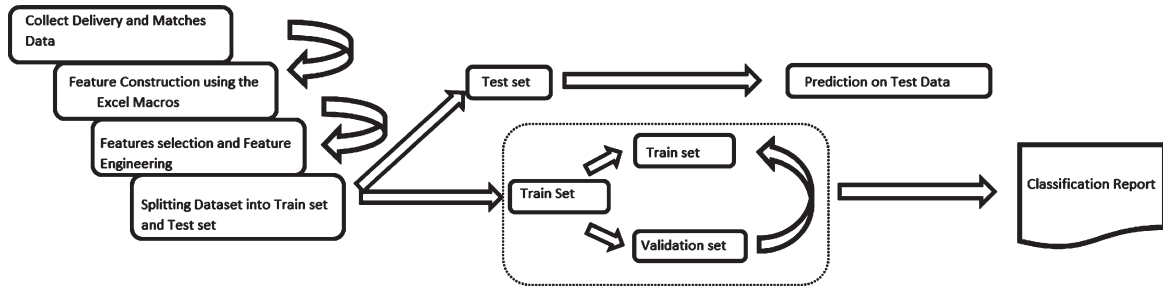 Collect Delivery and Matches
Data
Feature Construction using the
Excel Macros
Features selection and Feature
Engineering
Splitting Dataset into Train set
and Test set
Test set
Prediction on Test Data
Train Set
Train set
Validation set
Classification Report